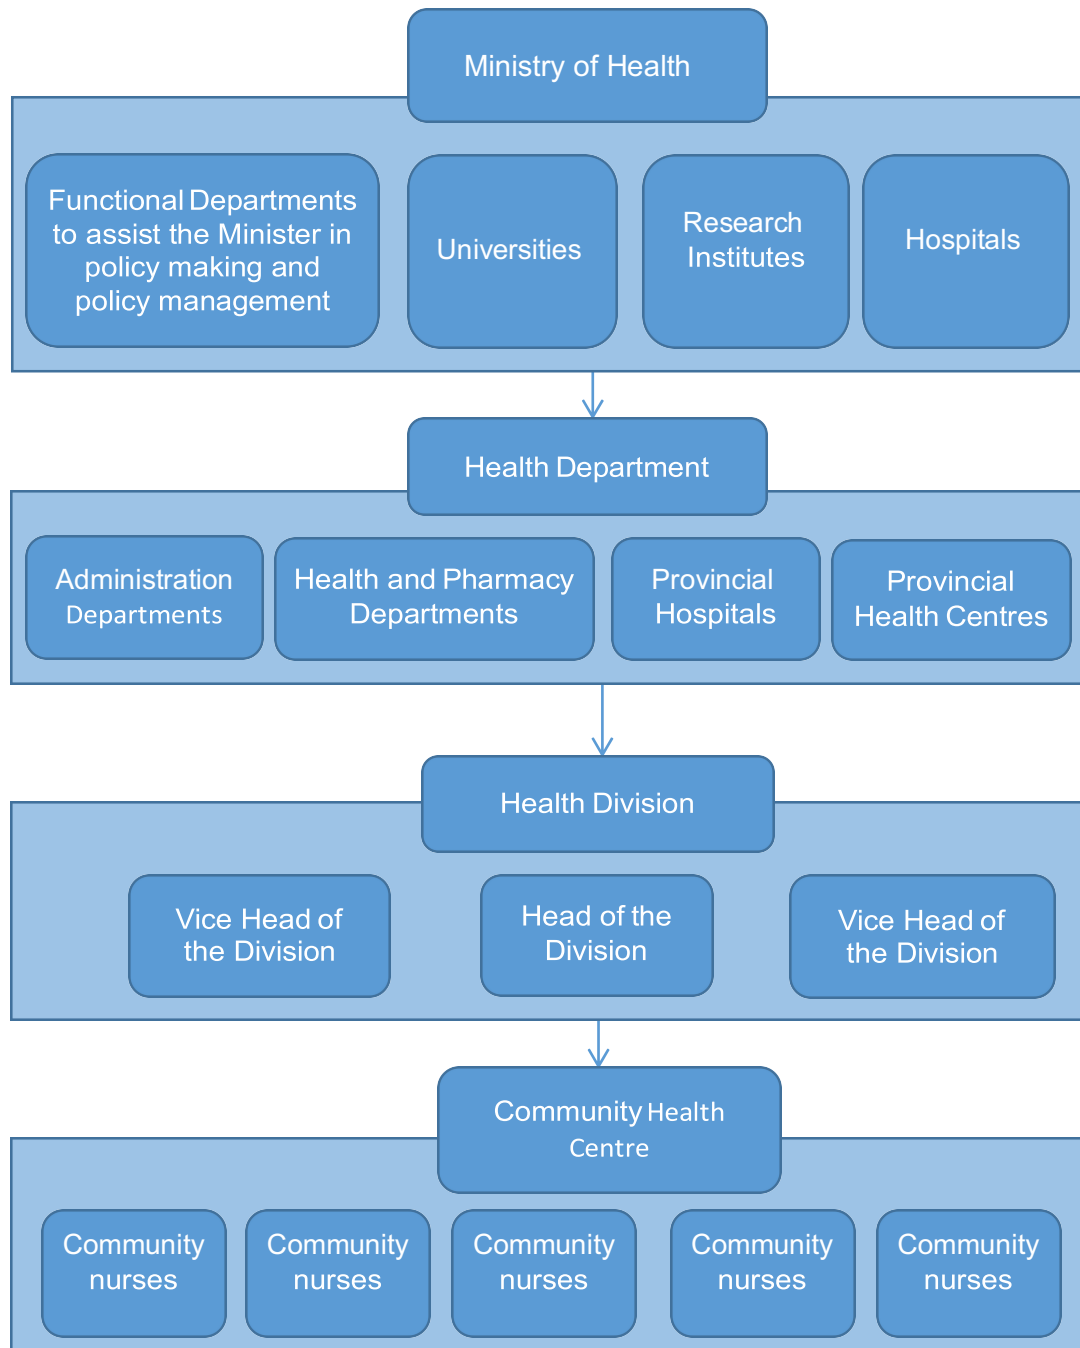 Ministry of Health
Functional Departments
to assist the Minister in
policy making and
policy management
Universities
Research
Institutes
Hospitals
Health Department
Administration
Departments
Health and Pharmacy
Departments
Provincial
Hospitals
Provincial
Health Centres
Health Division
Vice Head of
the Division
Head of the
Division
Vice Head of
the Division
Community Health
Centre
Community
nurses
Community
nurses
Community
nurses
Community
nurses
Community
nurses